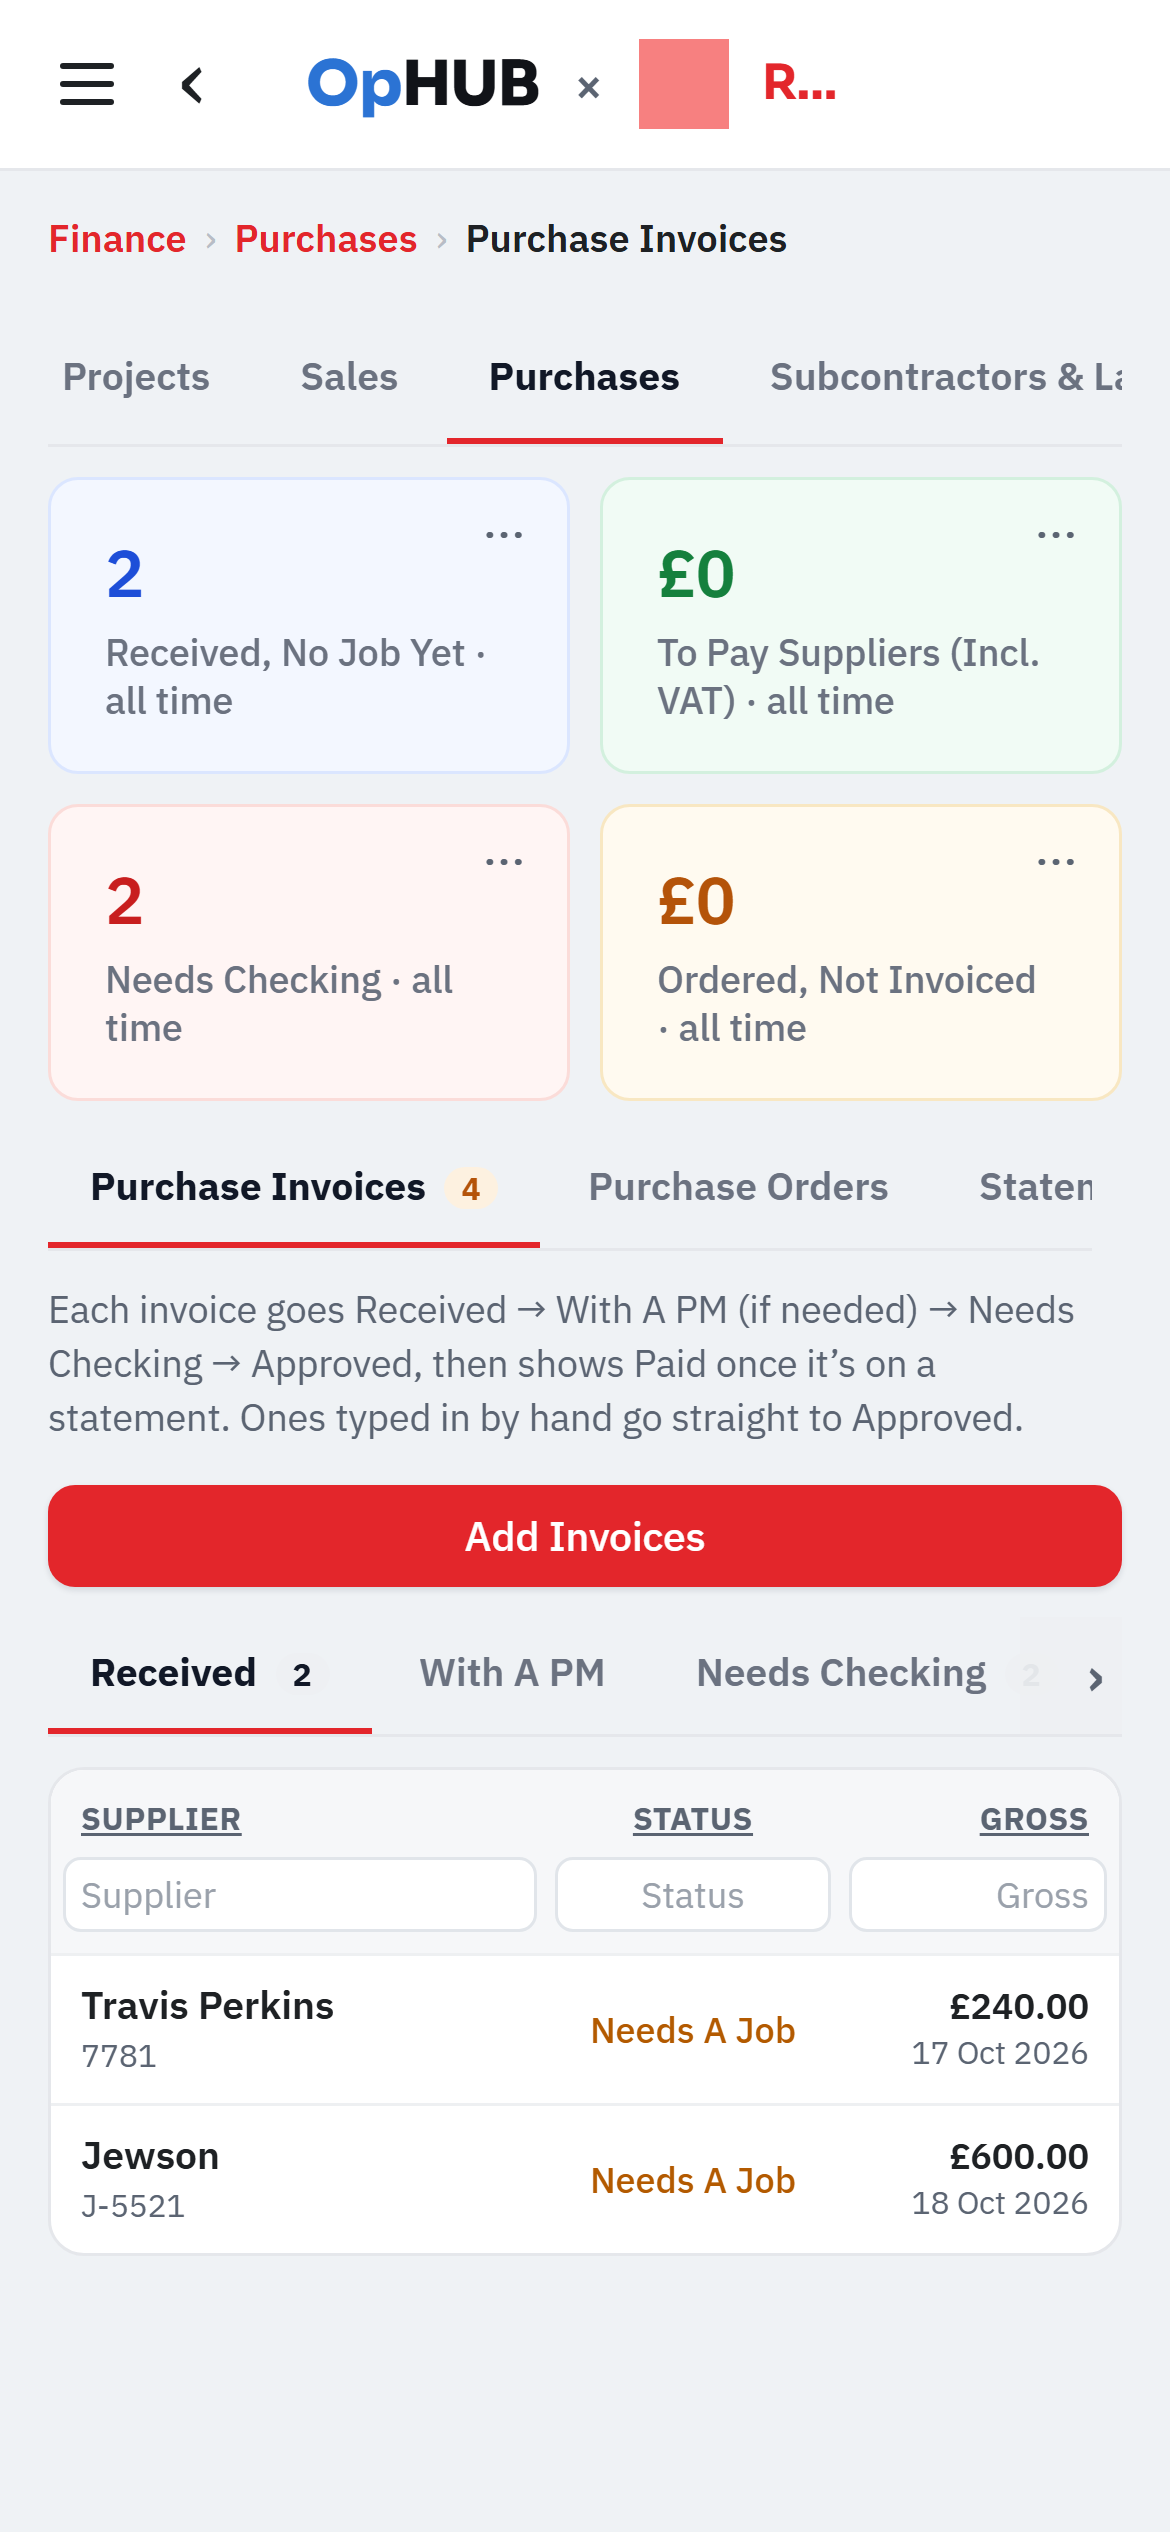 OpHUB × R...
Finance › Purchases › Purchase Invoices
Projects Sales Purchases Subcontractors & La
2
Received, No Job Yet ·
all time
£0
To Pay Suppliers (Incl.
VAT) · all time
2
Needs Checking · all
time
£0
Ordered, Not Invoiced
· all time
Purchase Invoices 4 Purchase Orders Staten
Each invoice goes Received → With A PM (if needed) → Needs
Checking → Approved, then shows Paid once it’s on a
statement. Ones typed in by hand go straight to Approved.
Add Invoices
Received 2 With A PM Needs Checking 2 ›
SUPPLIER STATUS GROSS
Supplier Status Gross
Travis Perkins Needs A Job £240.00
7781 17 Oct 2026
Jewson Needs A Job £600.00
J-5521 18 Oct 2026